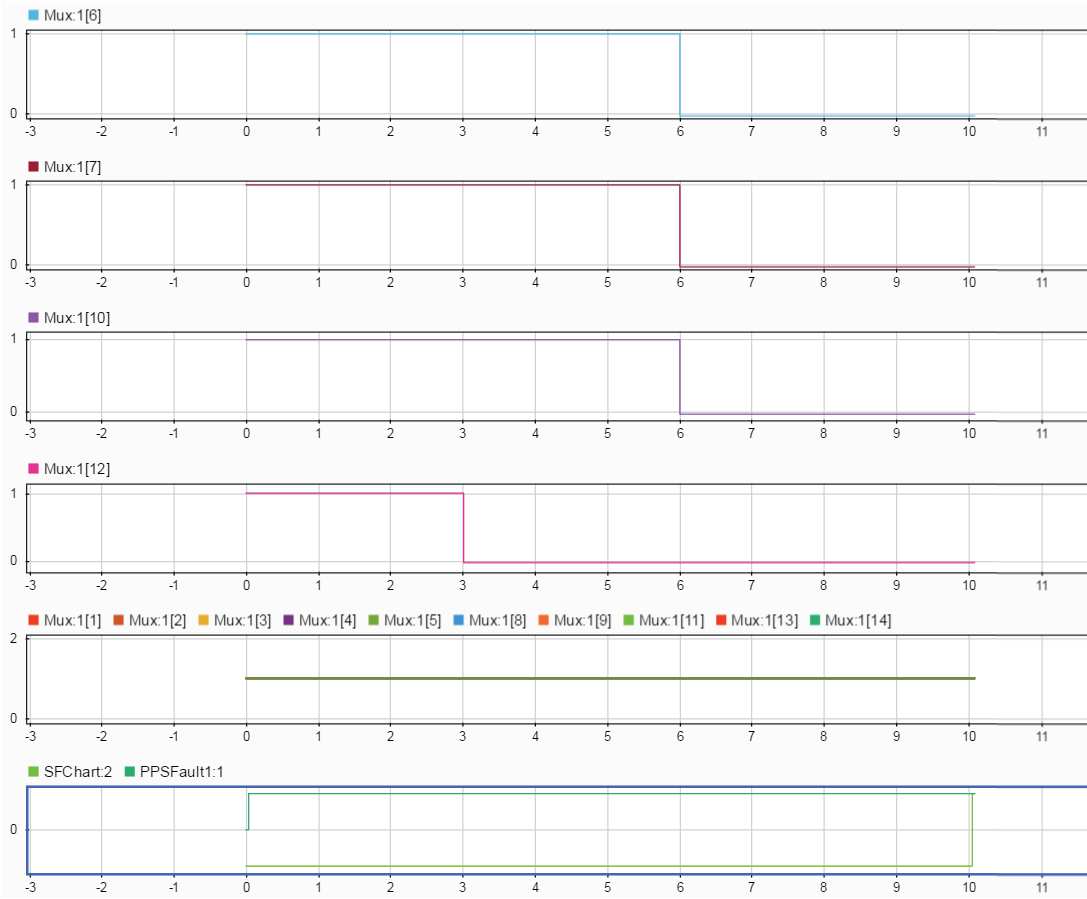 Mux:1[6]
1
0
-3 -2 -1 0 1 2 3 4 5 6 7 8 9 10 11
Mux:1[7]
1
0
-3 -2 -1 0 1 2 3 4 5 6 7 8 9 10 11
Mux:1[10]
1
0
-3 -2 -1 0 1 2 3 4 5 6 7 8 9 10 11
Mux:1[12]
1
0
-3 -2 -1 0 1 2 3 4 5 6 7 8 9 10 11
Mux:1[1] Mux:1[2] Mux:1[3] Mux:1[4] Mux:1[5] Mux:1[8] Mux:1[9] Mux:1[11] Mux:1[13] Mux:1[14]
2
0
-3 -2 -1 0 1 2 3 4 5 6 7 8 9 10 11
SFChart:2 PPSFault1:1
0
-3 -2 -1 0 1 2 3 4 5 6 7 8 9 10 11